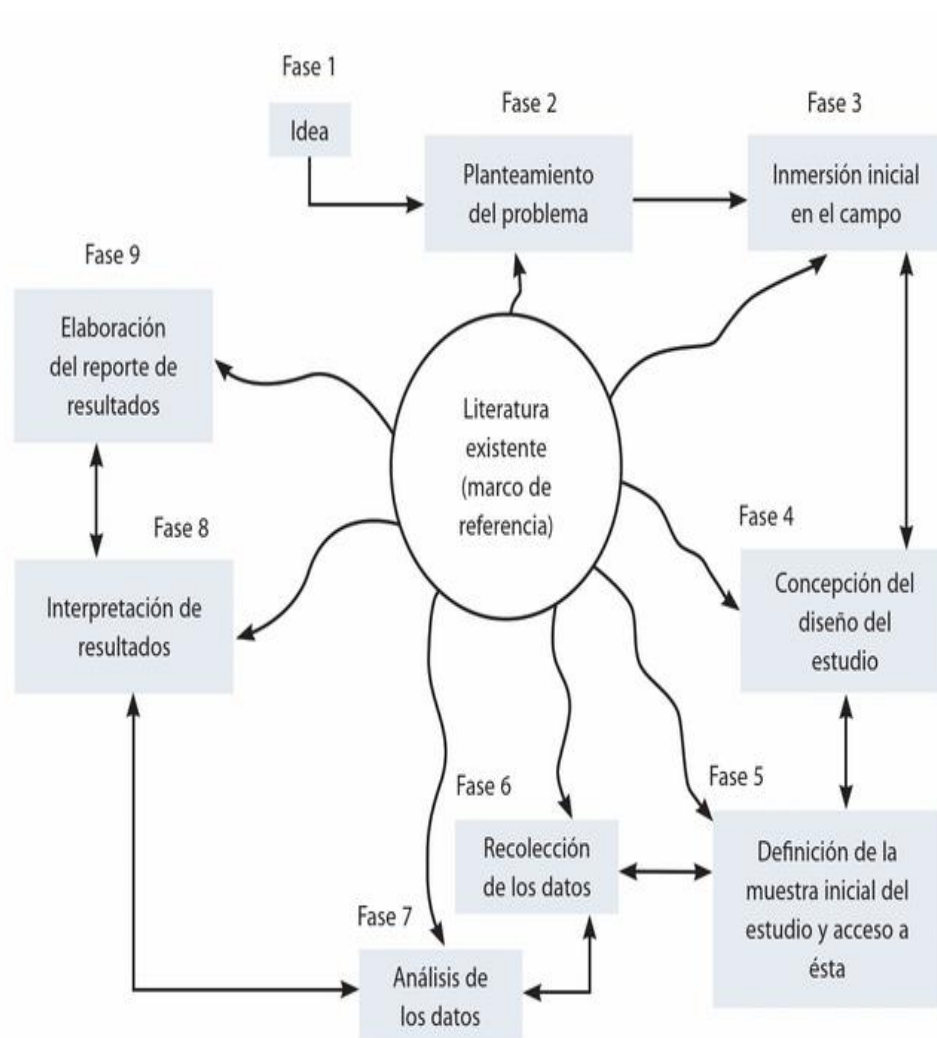 Fase 1
Idea
Fase 2
Planteamiento
del problema
Fase 3
Inmersión inicial
en el campo
Fase 9
Elaboración
del reporte de
resultados
Literatura
existente
(marco de
referencia)
Fase 4
Concepción del
diseño del
estudio
Fase 8
Interpretación de
resultados
Fase 5
Definición de la
muestra inicial del
estudio y acceso a
ésta
Fase 6
Recolección
de los datos
Fase 7
Análisis de
los datos